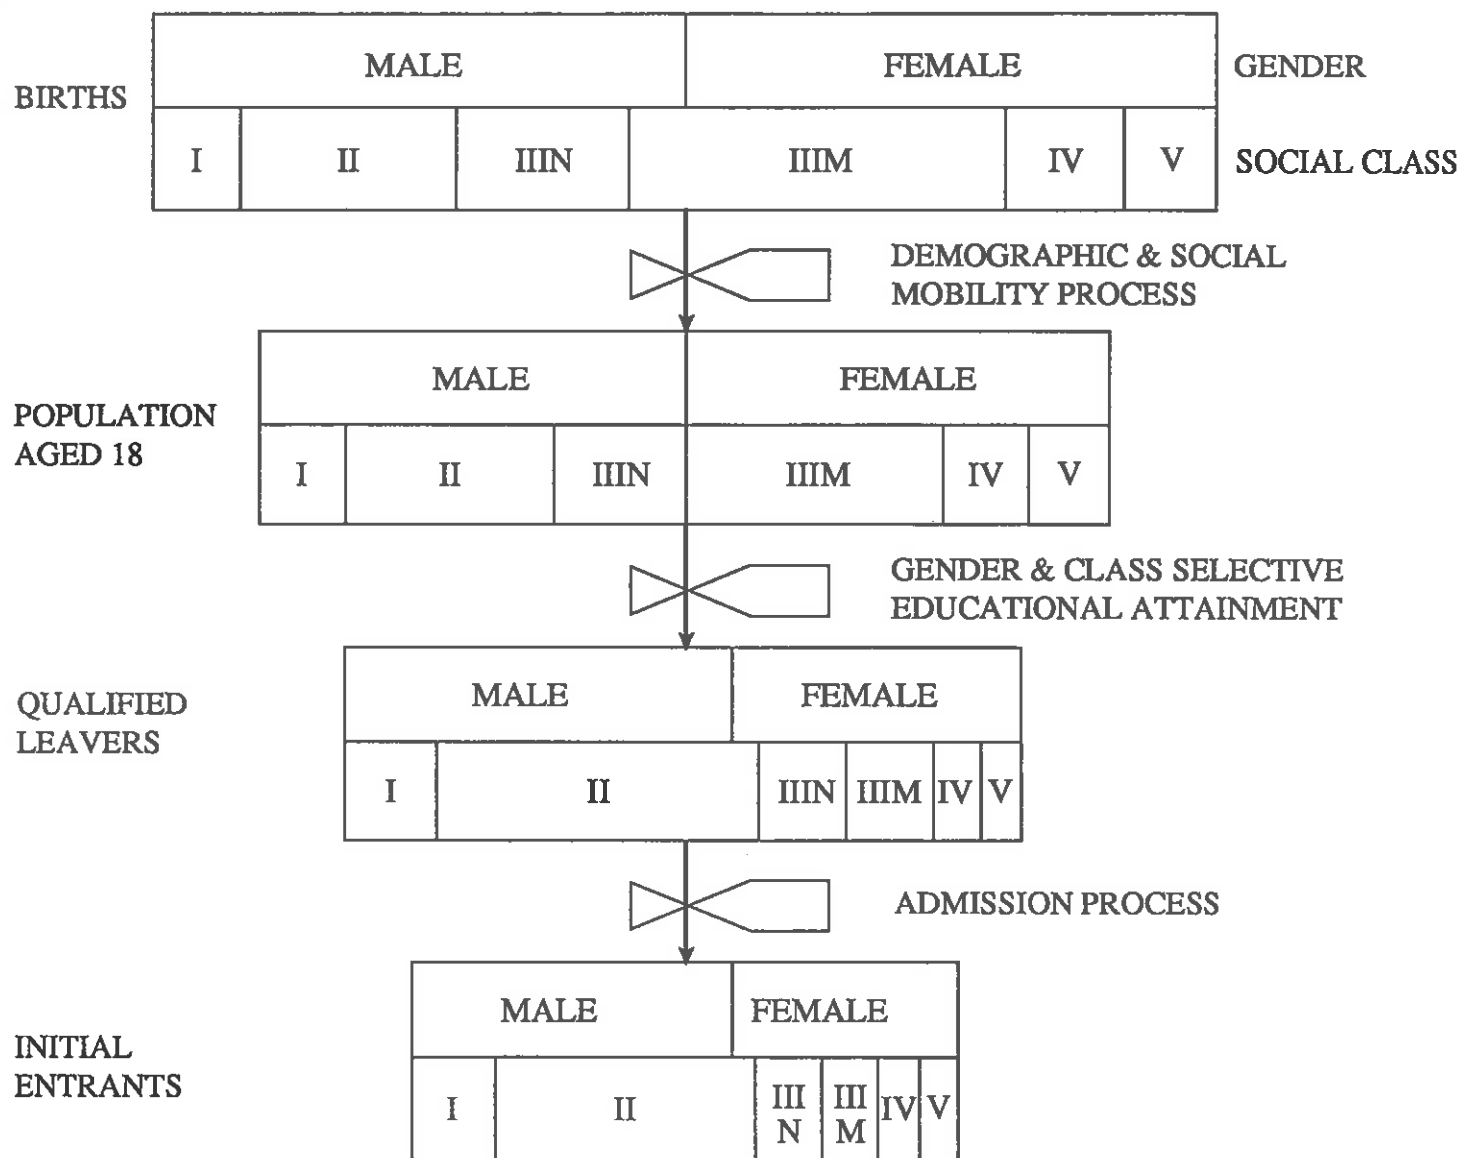 MALE FEMALE GENDER
BIRTHS
I II IIIN IIIM IV V SOCIAL CLASS
DEMOGRAPHIC & SOCIAL
MOBILITY PROCESS
MALE FEMALE
POPULATION
AGED 18
I II IIIN IIIM IV V
GENDER & CLASS SELECTIVE
EDUCATIONAL ATTAINMENT
MALE FEMALE
QUALIFIED
LEAVERS
I II IIIN IIIM IV V
ADMISSION PROCESS
MALE FEMALE
INITIAL
ENTRANTS
I II III N III M IV V